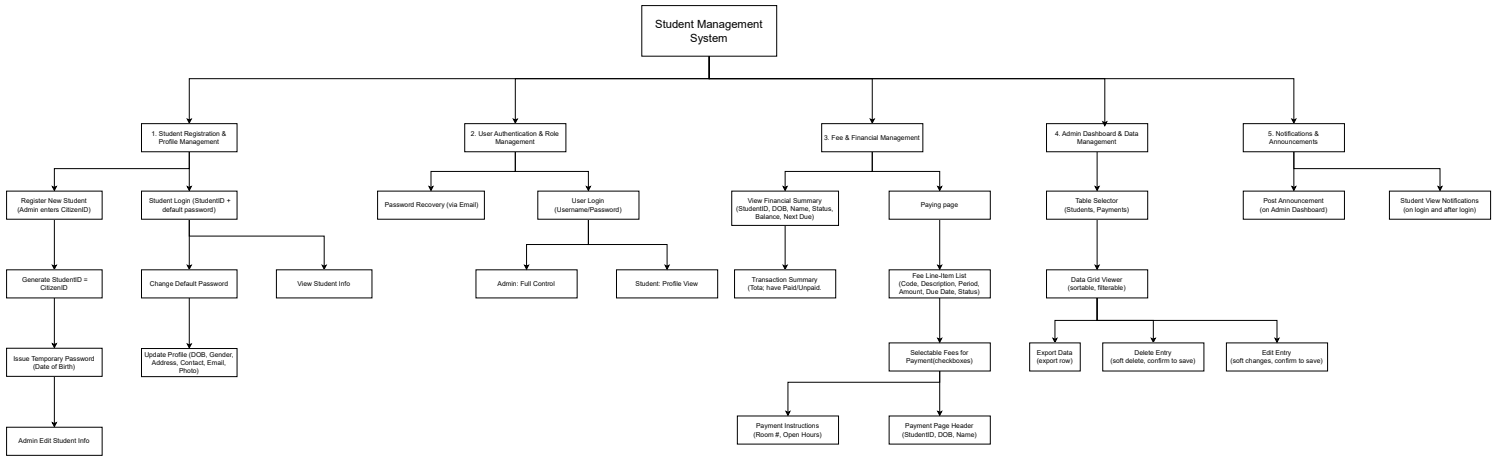 Student Management
System
1. Student Registration &
Profile Management
2. User Authentication & Role
Management
3. Fee & Financial Management
4. Admin Dashboard & Data
Management
5. Notifications &
Announcements
Register New Student
(Admin enters CitizenID)
Student Login (StudentID +
default password)
Password Recovery (via Email)
User Login
(Username/Password)
View Financial Summary
(StudentID, DOB, Name, Status,
Balance, Next Due)
Paying page
Table Selector
(Students, Payments)
Post Announcement
(on Admin Dashboard)
Student View Notifications
(on login and after login)
Generate StudentID =
CitizenID
Change Default Password
View Student Info
Admin: Full Control
Student: Profile View
Transaction Summary
(Tota; have Paid/Unpaid.
Fee Line-Item List
(Code, Description, Period,
Amount, Due Date, Status)
Data Grid Viewer
(sortable, filterable)
Issue Temporary Password
(Date of Birth)
Update Profile (DOB, Gender,
Address, Contact, Email,
Photo)
Selectable Fees for
Payment(checkboxes)
Export Data
(export row)
Delete Entry
(soft delete, confirm to save)
Edit Entry
(soft changes, confirm to save)
Admin Edit Student Info
Payment Instructions
(Room #, Open Hours)
Payment Page Header
(StudentID, DOB, Name)